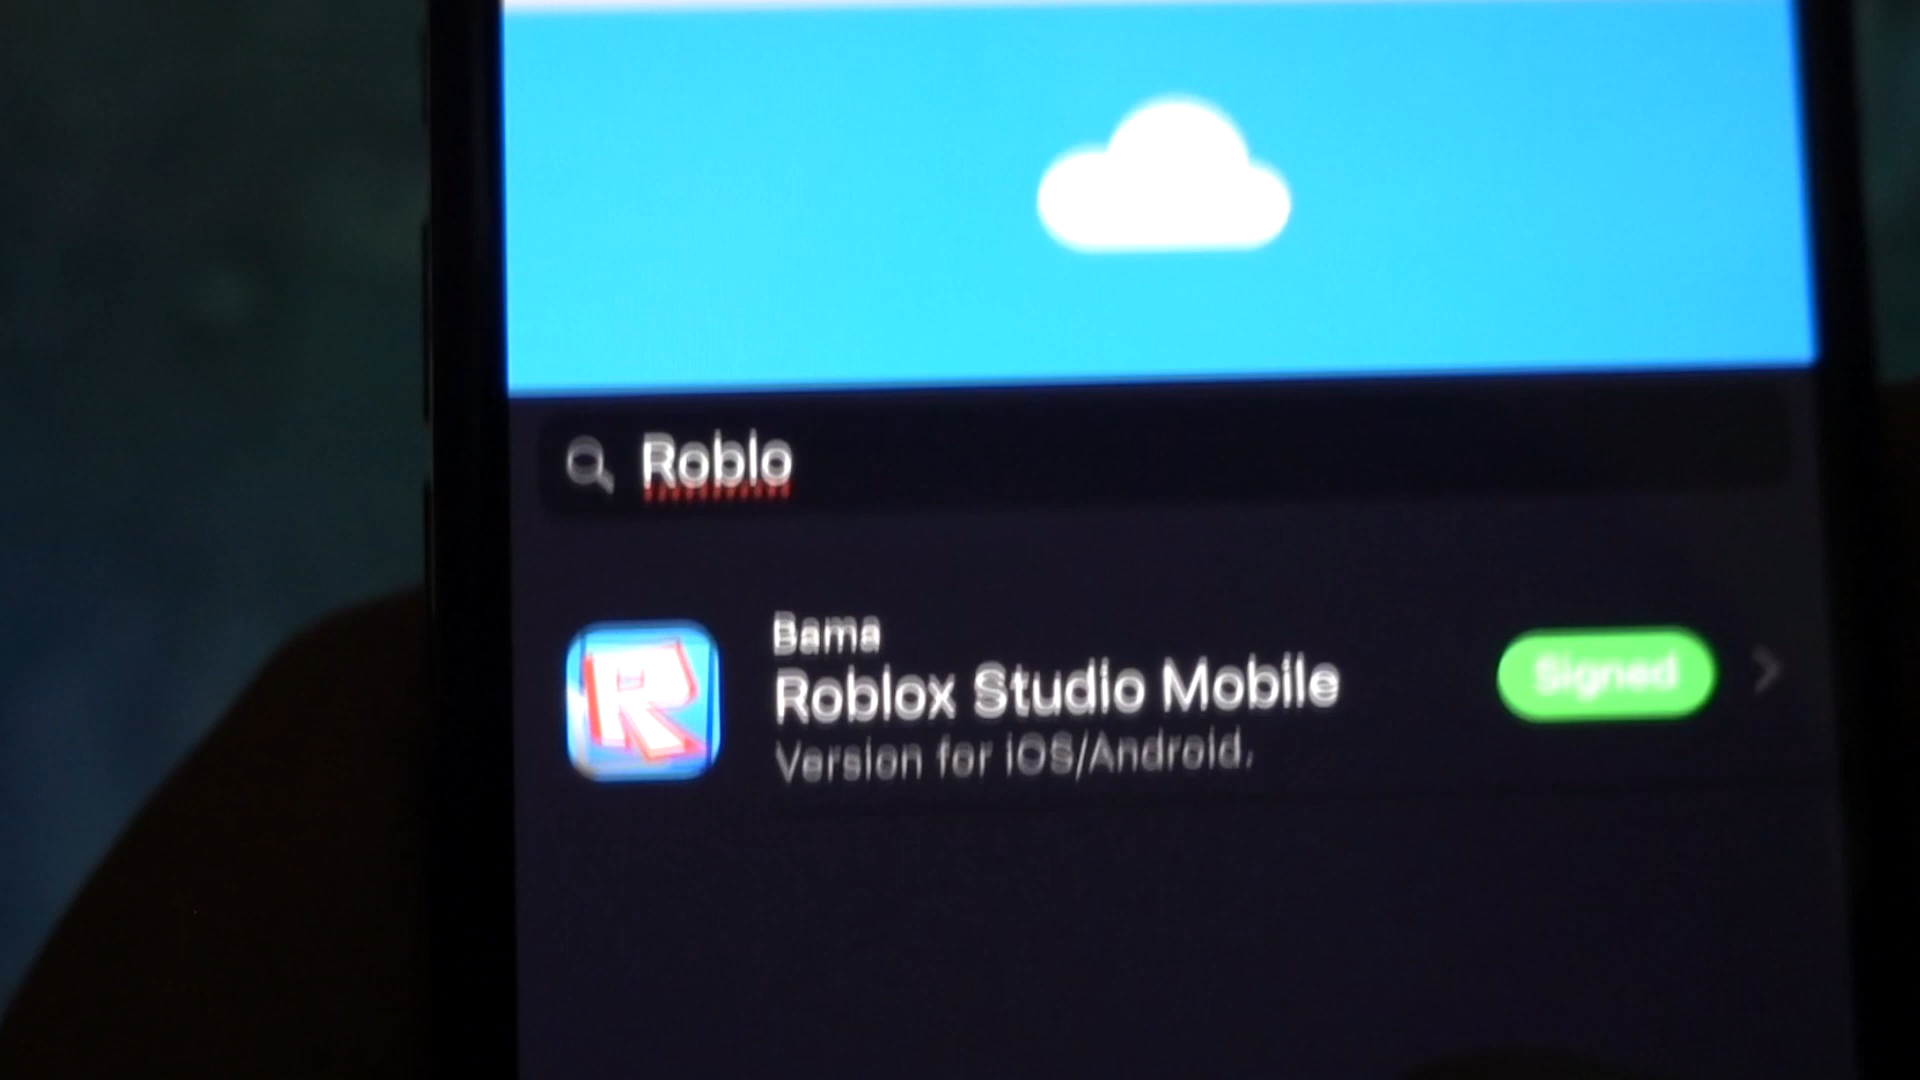 Roblo
Bama
Roblox Studio Mobile
Signed
Version for iOS/Android.